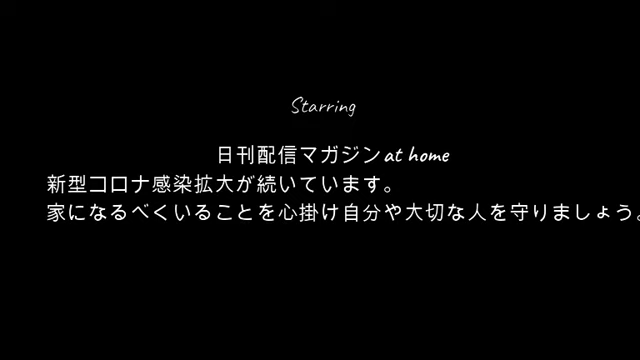 Starring
日刊配信マガジンat home
新型コロナ感染拡大が続いています。
家になるべくいることを心掛け自分や大切な人を守りましょう。